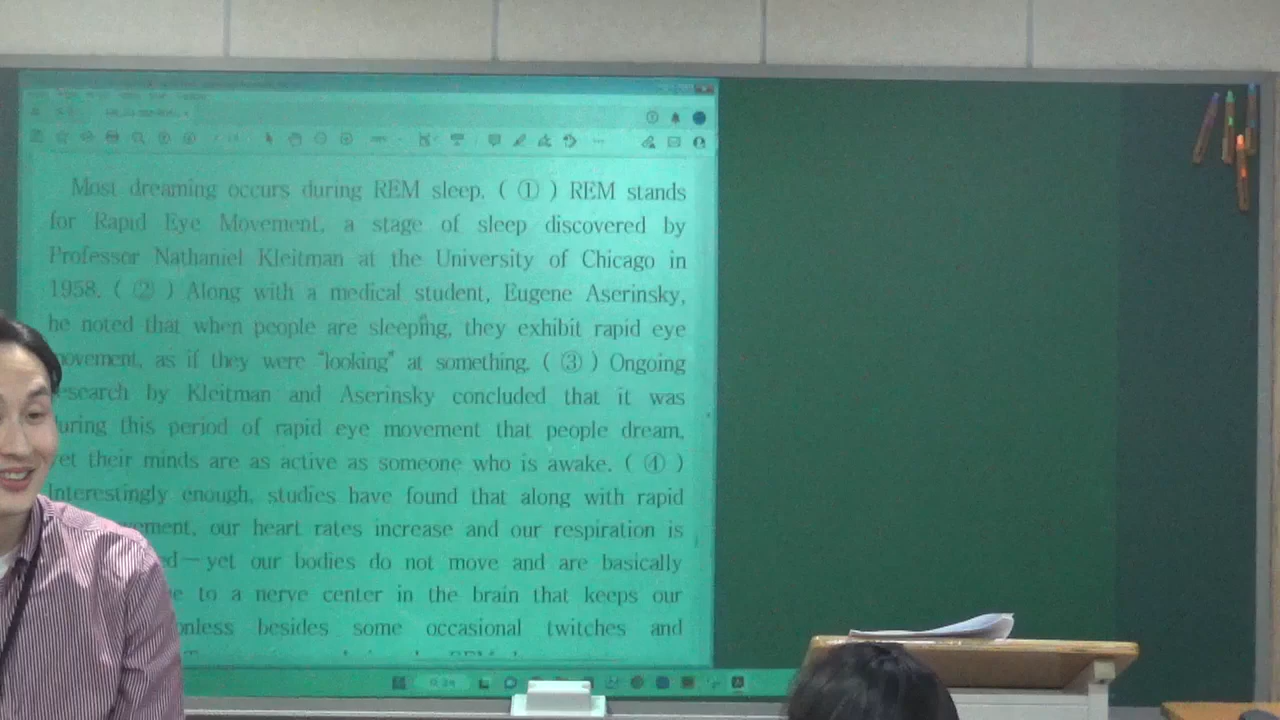 Most dreaming occurs during REM sleep. ( ① ) REM stands
for Rapid Eye Movement, a stage of sleep discovered by
Professor Nathaniel Kleitman at the University of Chicago in
1958. ( ② ) Along with a medical student, Eugene Aserinsky,
he noted that when people are sleeping, they exhibit rapid eye
movement, as if they were “looking” at something. ( ③ ) Ongoing
research by Kleitman and Aserinsky concluded that it was
during this period of rapid eye movement that people dream,
yet their minds are as active as someone who is awake. ( ④ )
Interestingly enough, studies have found that along with rapid
our heart rates increase and our respiration is
— yet our bodies do not move and are basically
to a nerve center in the brain that keeps our
besides some occasional twitches and